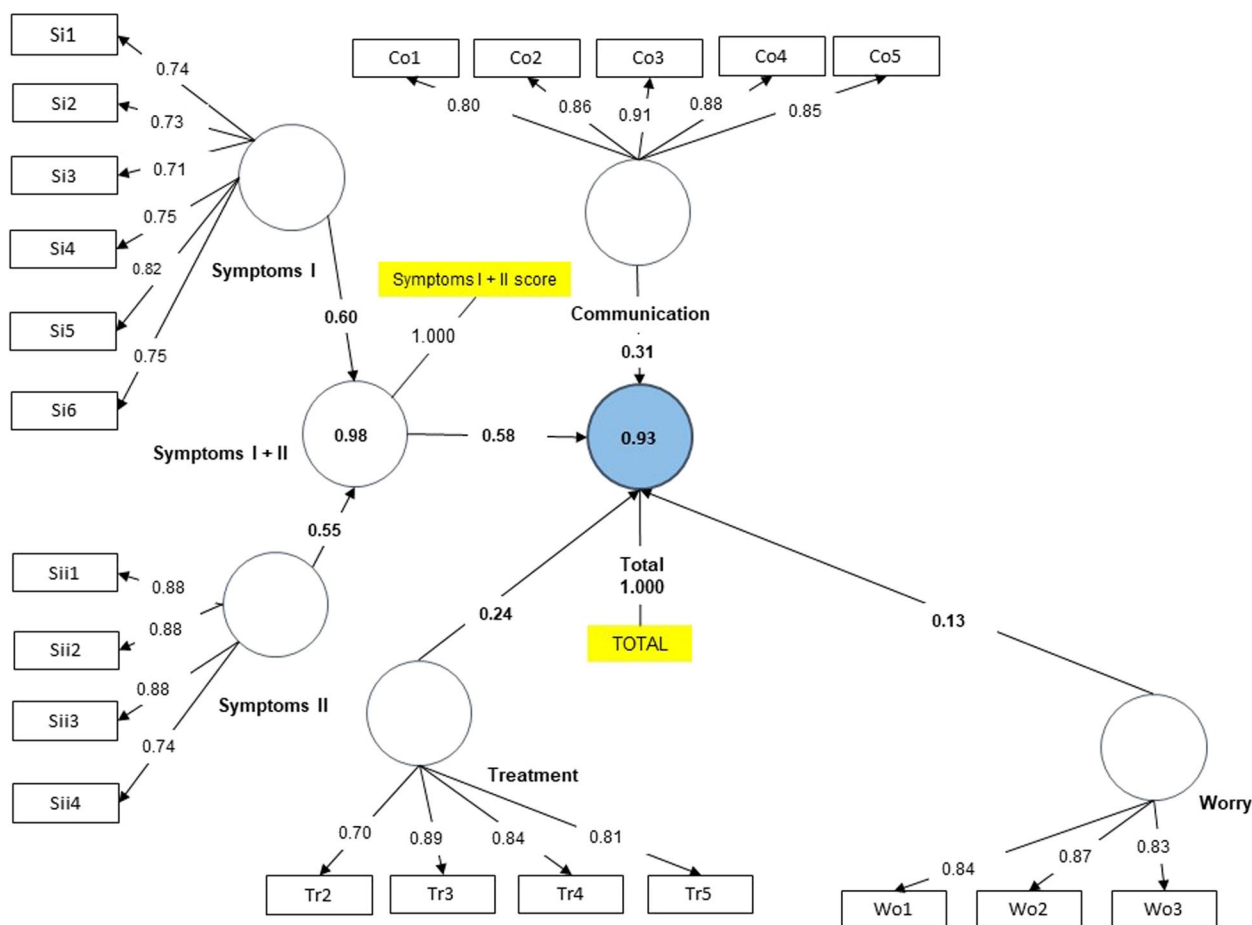 Si1
Si2
Si3
Si4
Si5
Si6
0.74
0.73
0.71
0.75
0.82
0.75
Symptoms I
Co1
Co2
Co3
Co4
Co5
0.80
0.86
0.91
0.88
0.85
Communication
0.31
Symptoms I + II score
1.000
0.60
0.98
Symptoms I + II
0.58
0.93
0.55
Sii1
Sii2
Sii3
Sii4
0.88
0.88
0.88
0.74
Symptoms II
Total
1.000
TOTAL
0.24
0.13
Treatment
0.70
0.89
0.84
0.81
Tr2
Tr3
Tr4
Tr5
Worry
0.84
0.87
0.83
Wo1
Wo2
Wo3